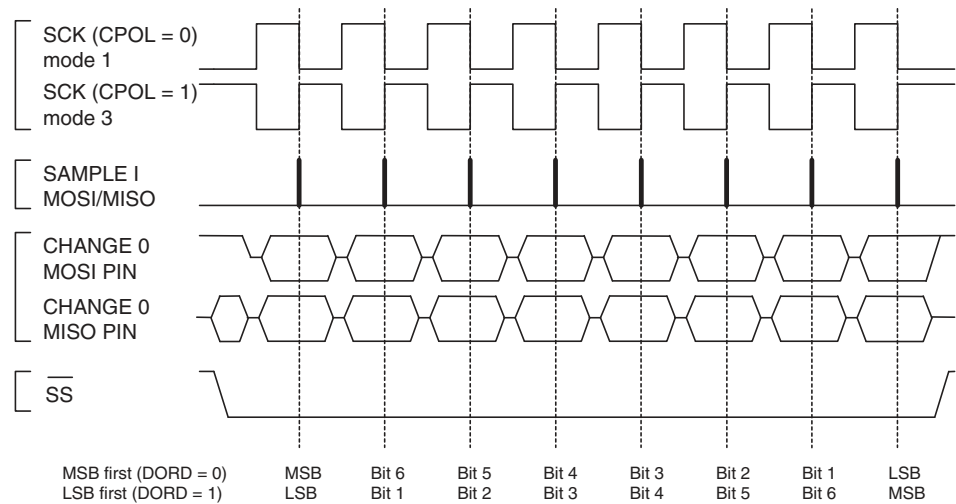 SCK (CPOL = 0)
mode 1
SCK (CPOL = 1)
mode 3
SAMPLE I
MOSI/MISO
CHANGE 0
MOSI PIN
CHANGE 0
MISO PIN
SS
MSB first (DORD = 0) MSB Bit 6 Bit 5 Bit 4 Bit 3 Bit 2 Bit 1 LSB
LSB first (DORD = 1) LSB Bit 1 Bit 2 Bit 3 Bit 4 Bit 5 Bit 6 MSB